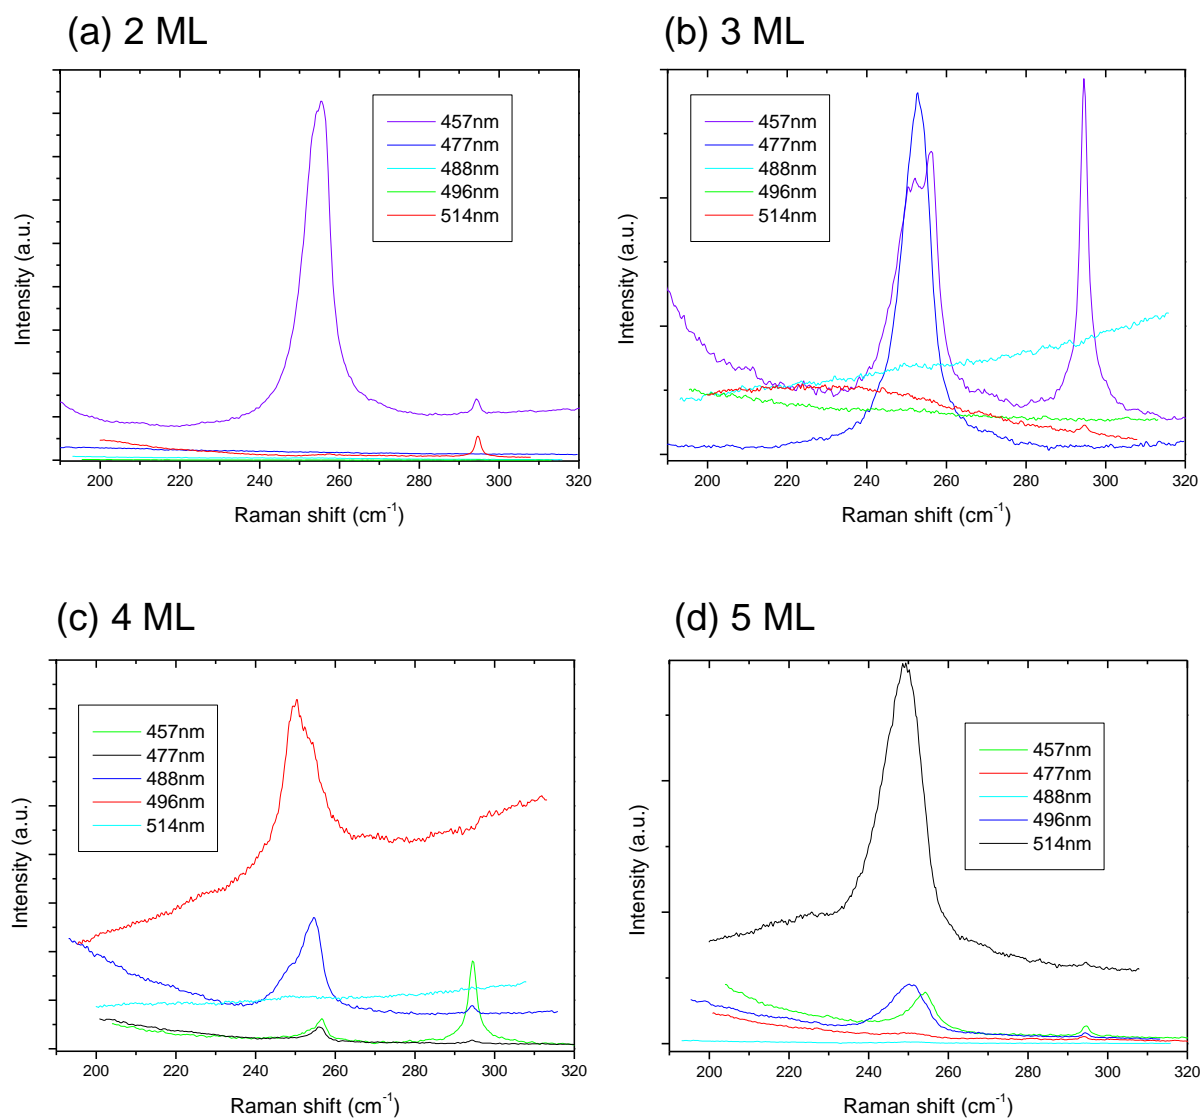 (a) 2 ML
Intensity (a.u.)
457nm
477nm
488nm
496nm
514nm
200 220 240 260 280 300 320
Raman shift (cm⁻¹)
(b) 3 ML
Intensity (a.u.)
457nm
477nm
488nm
496nm
514nm
200 220 240 260 280 300 320
Raman shift (cm⁻¹)
(c) 4 ML
Intensity (a.u.)
457nm
477nm
488nm
496nm
514nm
200 220 240 260 280 300 320
Raman shift (cm⁻¹)
(d) 5 ML
Intensity (a.u.)
457nm
477nm
488nm
496nm
514nm
200 220 240 260 280 300 320
Raman shift (cm⁻¹)